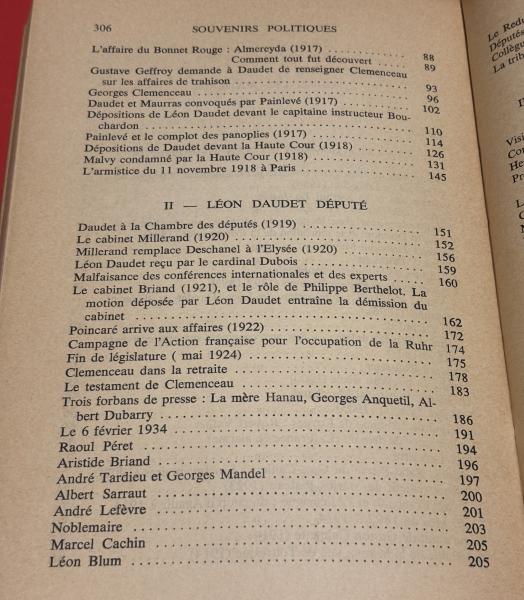 306 SOUVENIRS POLITIQUES
L'affaire du Bonnet Rouge : Almereyda (1917) .......... 88
Comment tout fut découvert ..... 89
Gustave Geffroy demande à Daudet de renseigner Clemenceau
sur les affaires de trahison .................... 93
Georges Clemenceau .................... 96
Daudet et Maurras convoqués par Painlevé (1917) .......... 102
Dépositions de Léon Daudet devant le capitaine instructeur Bou-
chardon .................... 110
Painlevé et le complot des panoplies (1917) .......... 114
Dépositions de Daudet devant la Haute Cour (1918) .......... 126
Malvy condamné par la Haute Cour (1918) .......... 131
L'armistice du 11 novembre 1918 à Paris .......... 145
II — LÉON DAUDET DÉPUTÉ
Daudet à la Chambre des députés (1919) .......... 151
Le cabinet Millerand (1920) .......... 152
Millerand remplace Deschanel à l'Elysée (1920) .......... 156
Léon Daudet reçu par le cardinal Dubois .......... 159
Malfaisance des conférences internationales et des experts ..... 160
Le cabinet Briand (1921), et le rôle de Philippe Berthelot. La
motion déposée par Léon Daudet entraîne la démission du
cabinet .................... 162
Poincaré arrive aux affaires (1922) .......... 172
Campagne de l'Action française pour l'occupation de la Ruhr 174
Fin de législature ( mai 1924) .......... 175
Clemenceau dans la retraite .......... 178
Le testament de Clemenceau .......... 183
Trois forbans de presse : La mère Hanau, Georges Anquetil, Al-
bert Dubarry .................... 186
Le 6 février 1934 .................... 191
Raoul Péret .................... 194
Aristide Briand .................... 196
André Tardieu et Georges Mandel .......... 197
Albert Sarraut .................... 200
André Lefèvre .................... 201
Noblemaire .................... 203
Marcel Cachin .................... 205
Léon Blum .................... 205
Le Redu
Députés
Collègu
La trib